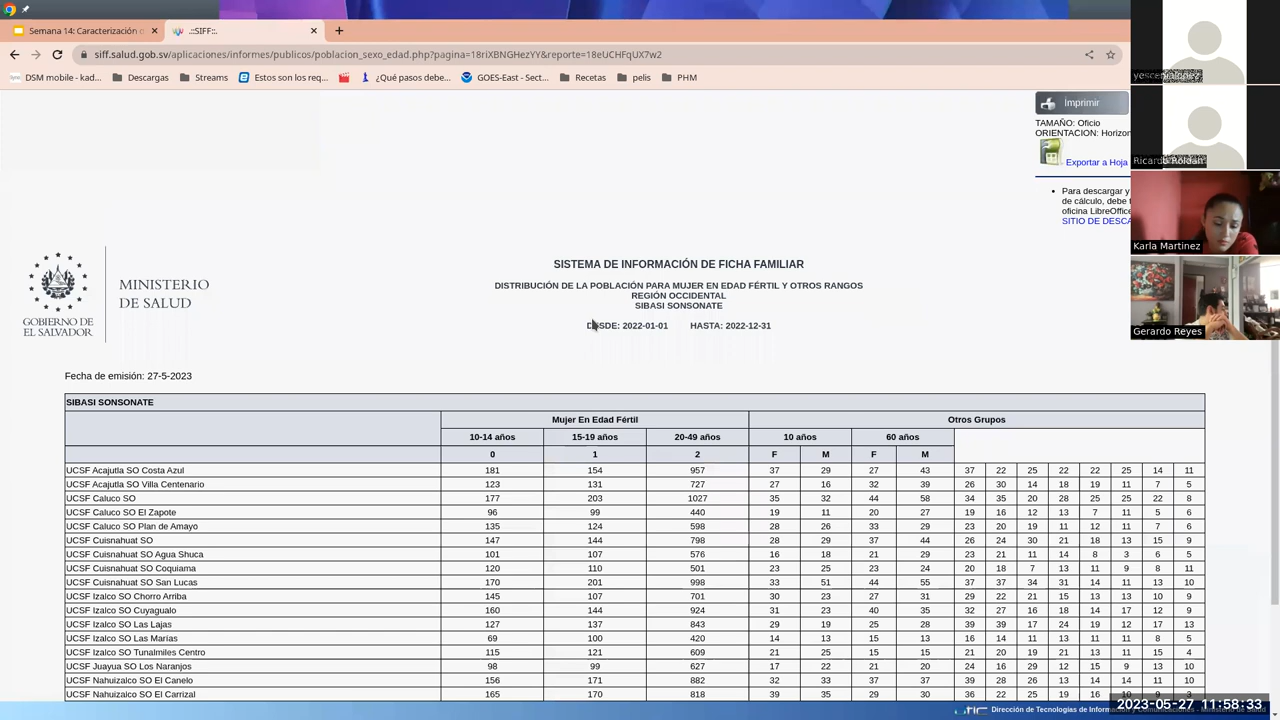 Semana 14: Caracterización d
.::SIFF::.
siff.salud.gob.sv/aplicaciones/informes/publicos/poblacion_sexo_edad.php?pagina=18riXBNGHezYY&reporte=18eUCHFqUX7w2
DSM mobile - kad... Descargas Streams Estos son los req... ¿Qué pasos debe... GOES-East - Sect... Recetas pelis PHM
Imprimir
TAMAÑO: Oficio
ORIENTACION: Horizon
Exportar a Hoja
Para descargar y
de cálculo, debe
oficina LibreOffice
SITIO DE DESCA
MINISTERIO
DE SALUD
GOBIERNO DE
EL SALVADOR
SISTEMA DE INFORMACIÓN DE FICHA FAMILIAR
DISTRIBUCIÓN DE LA POBLACIÓN PARA MUJER EN EDAD FÉRTIL Y OTROS RANGOS
REGIÓN OCCIDENTAL
SIBASI SONSONATE
DESDE: 2022-01-01 HASTA: 2022-12-31
Fecha de emisión: 27-5-2023
SIBASI SONSONATE
Mujer En Edad Fértil Otros Grupos
10-14 años 15-19 años 20-49 años 10 años 60 años
0 1 2 F M F M
UCSF Acajutla SO Costa Azul 181 154 957 37 29 27 43 37 22 25 22 22 25 14 11
UCSF Acajutla SO Villa Centenario 123 131 727 27 16 32 39 26 30 14 18 19 11 7 5
UCSF Caluco SO 177 203 1027 35 32 44 58 34 35 20 28 25 25 22 8
UCSF Caluco SO El Zapote 96 99 440 19 11 20 27 19 16 12 13 7 11 5 6
UCSF Caluco SO Plan de Amayo 135 124 598 28 26 33 29 23 20 19 11 12 11 7 6
UCSF Cuisnahuat SO 147 144 798 28 29 37 44 26 24 30 21 18 13 15 9
UCSF Cuisnahuat SO Agua Shuca 101 107 576 16 18 21 29 23 21 11 14 8 3 6 5
UCSF Cuisnahuat SO Coquiama 120 110 501 23 25 23 24 20 18 7 13 11 9 8 11
UCSF Cuisnahuat SO San Lucas 170 201 998 33 51 44 55 37 37 34 31 14 11 13 10
UCSF Izalco SO Chorro Arriba 145 107 701 30 23 27 31 29 22 21 15 13 13 10 9
UCSF Izalco SO Cuyagualo 160 144 924 31 23 40 35 32 27 16 18 14 17 12 9
UCSF Izalco SO Las Lajas 127 137 843 29 19 25 28 39 39 17 24 19 12 17 13
UCSF Izalco SO Las Marías 69 100 420 14 13 15 13 16 14 11 13 11 11 8 5
UCSF Izalco SO Tunalmiles Centro 115 121 609 21 25 15 15 21 20 19 21 13 11 15 4
UCSF Juayua SO Los Naranjos 98 99 627 17 22 21 20 24 16 29 12 15 9 13 10
UCSF Nahuizalco SO El Canelo 156 171 882 32 33 37 37 39 28 26 13 14 14 11 10
UCSF Nahuizalco SO El Carrizal 165 170 818 39 35 29 30 36 22 25 19 16 10 9 3
Dirección de Tecnologías de Información y Comunicaciones - Ministerio de Salud
2023-05-27 11:58:33
yescenialopez
Ricardo Roldan
Karla Martinez
Gerardo Reyes